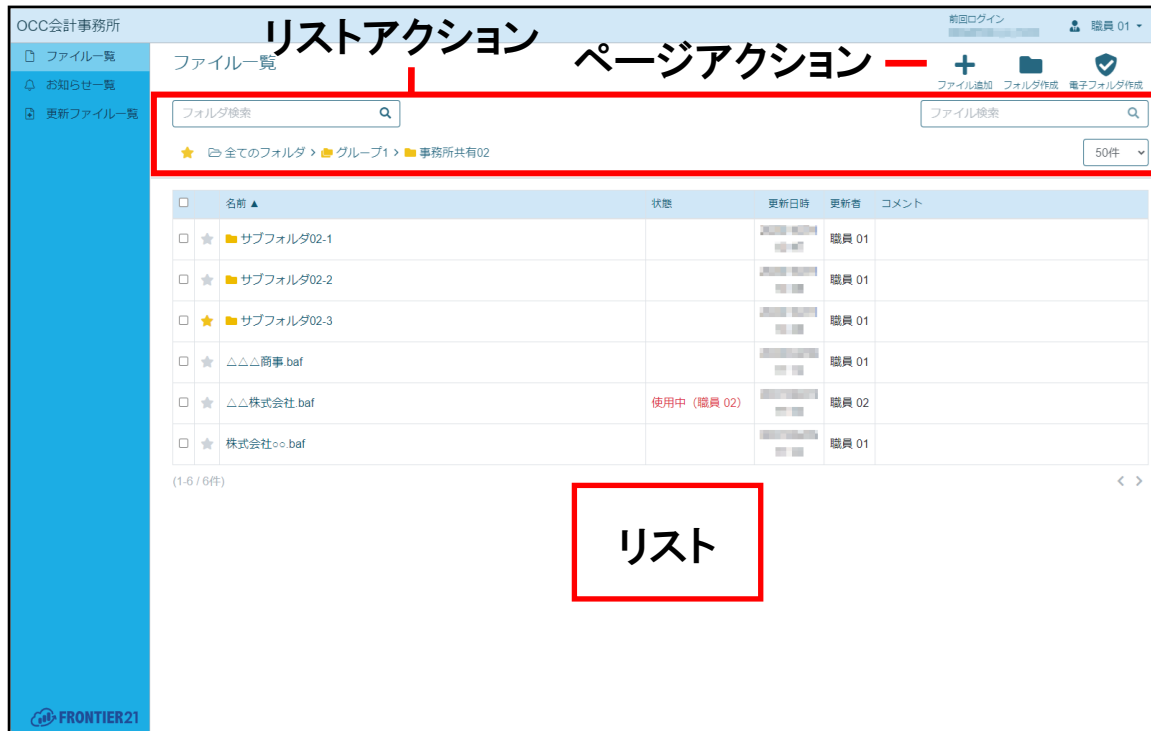 OCC会計事務所
前回ログイン
職員 01
ファイル一覧
お知らせ一覧
更新ファイル一覧
リストアクション
ページアクション
ファイル一覧
ファイル追加 フォルダ作成 電子フォルダ作成
フォルダ検索
ファイル検索
全てのフォルダ > グループ1 > 事務所共有02
50件
名前▲ 状態 更新日時 更新者 コメント
サブフォルダ02-1 職員 01
サブフォルダ02-2 職員 01
サブフォルダ02-3 職員 01
△△△商事.baf 職員 01
△△株式会社.baf 使用中（職員 02） 職員 02
株式会社○○.baf 職員 01
(1-6 / 6件)
リスト
FRONTIER21